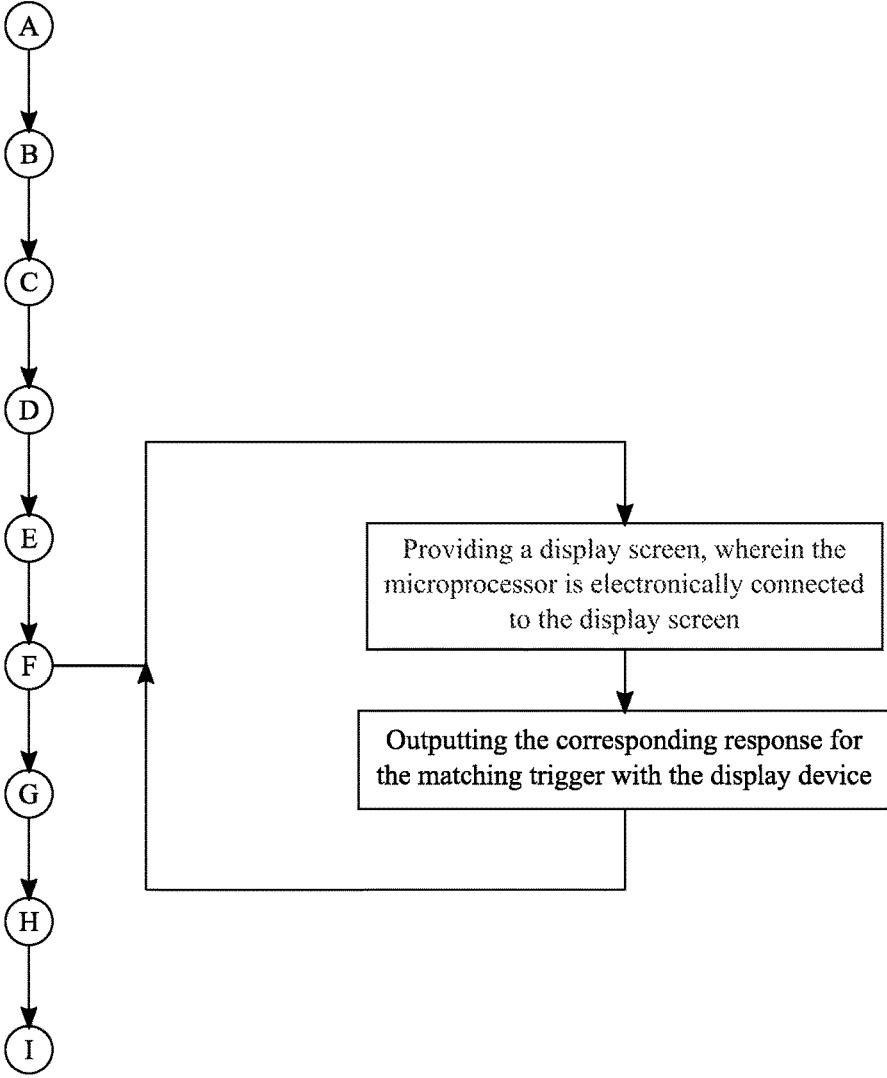 A
B
C
D
E
F
G
H
I
Providing a display screen, wherein the
microprocessor is electronically connected
to the display screen
Outputting the corresponding response for
the matching trigger with the display device